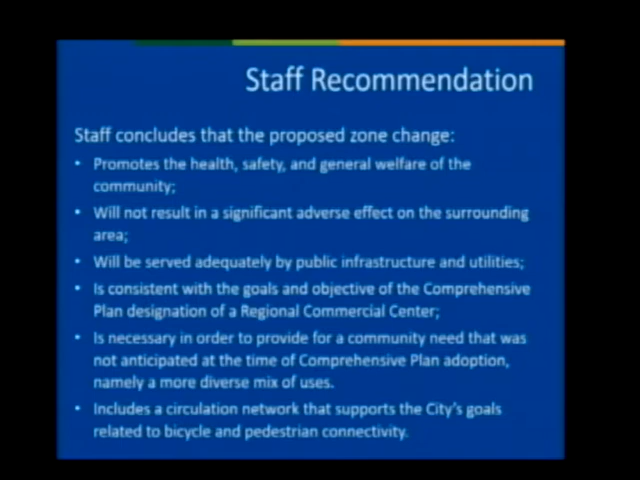 Staff Recommendation
Staff concludes that the proposed zone change:
• Promotes the health, safety, and general welfare of the
community;
• Will not result in a significant adverse effect on the surrounding
area;
• Will be served adequately by public infrastructure and utilities;
• Is consistent with the goals and objective of the Comprehensive
Plan designation of a Regional Commercial Center;
• Is necessary in order to provide for a community need that was
not anticipated at the time of Comprehensive Plan adoption,
namely a more diverse mix of uses.
• Includes a circulation network that supports the City's goals
related to bicycle and pedestrian connectivity.